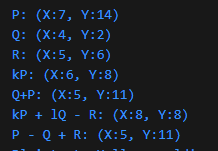 P: (X:7, Y:14)
Q: (X:4, Y:2)
R: (X:5, Y:6)
kP: (X:6, Y:8)
Q+P: (X:5, Y:11)
kP + lQ - R: (X:8, Y:8)
P - Q + R: (X:5, Y:11)